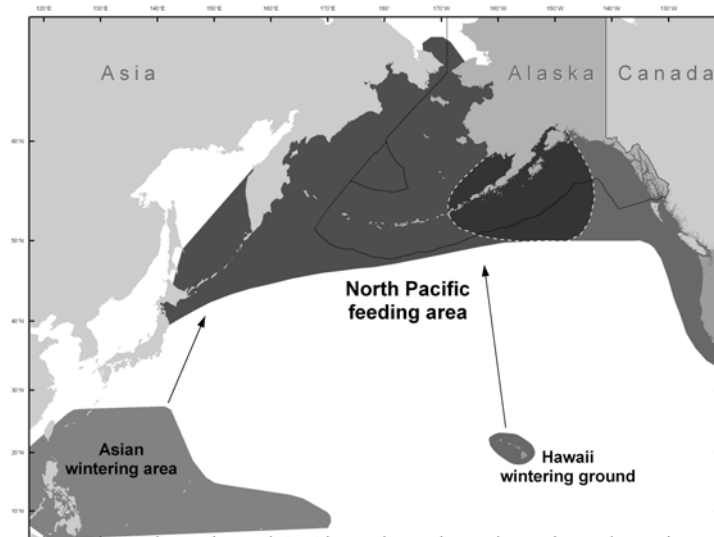 120°E 130°E 140°E 150°E 160°E 170°E 180° 170°W 160°W 150°W 140°W 130°W
Asia
Alaska
Canada
60°N
50°N
North Pacific
feeding area
40°N
30°N
Asian
wintering area
20°N
Hawaii
wintering ground
10°N